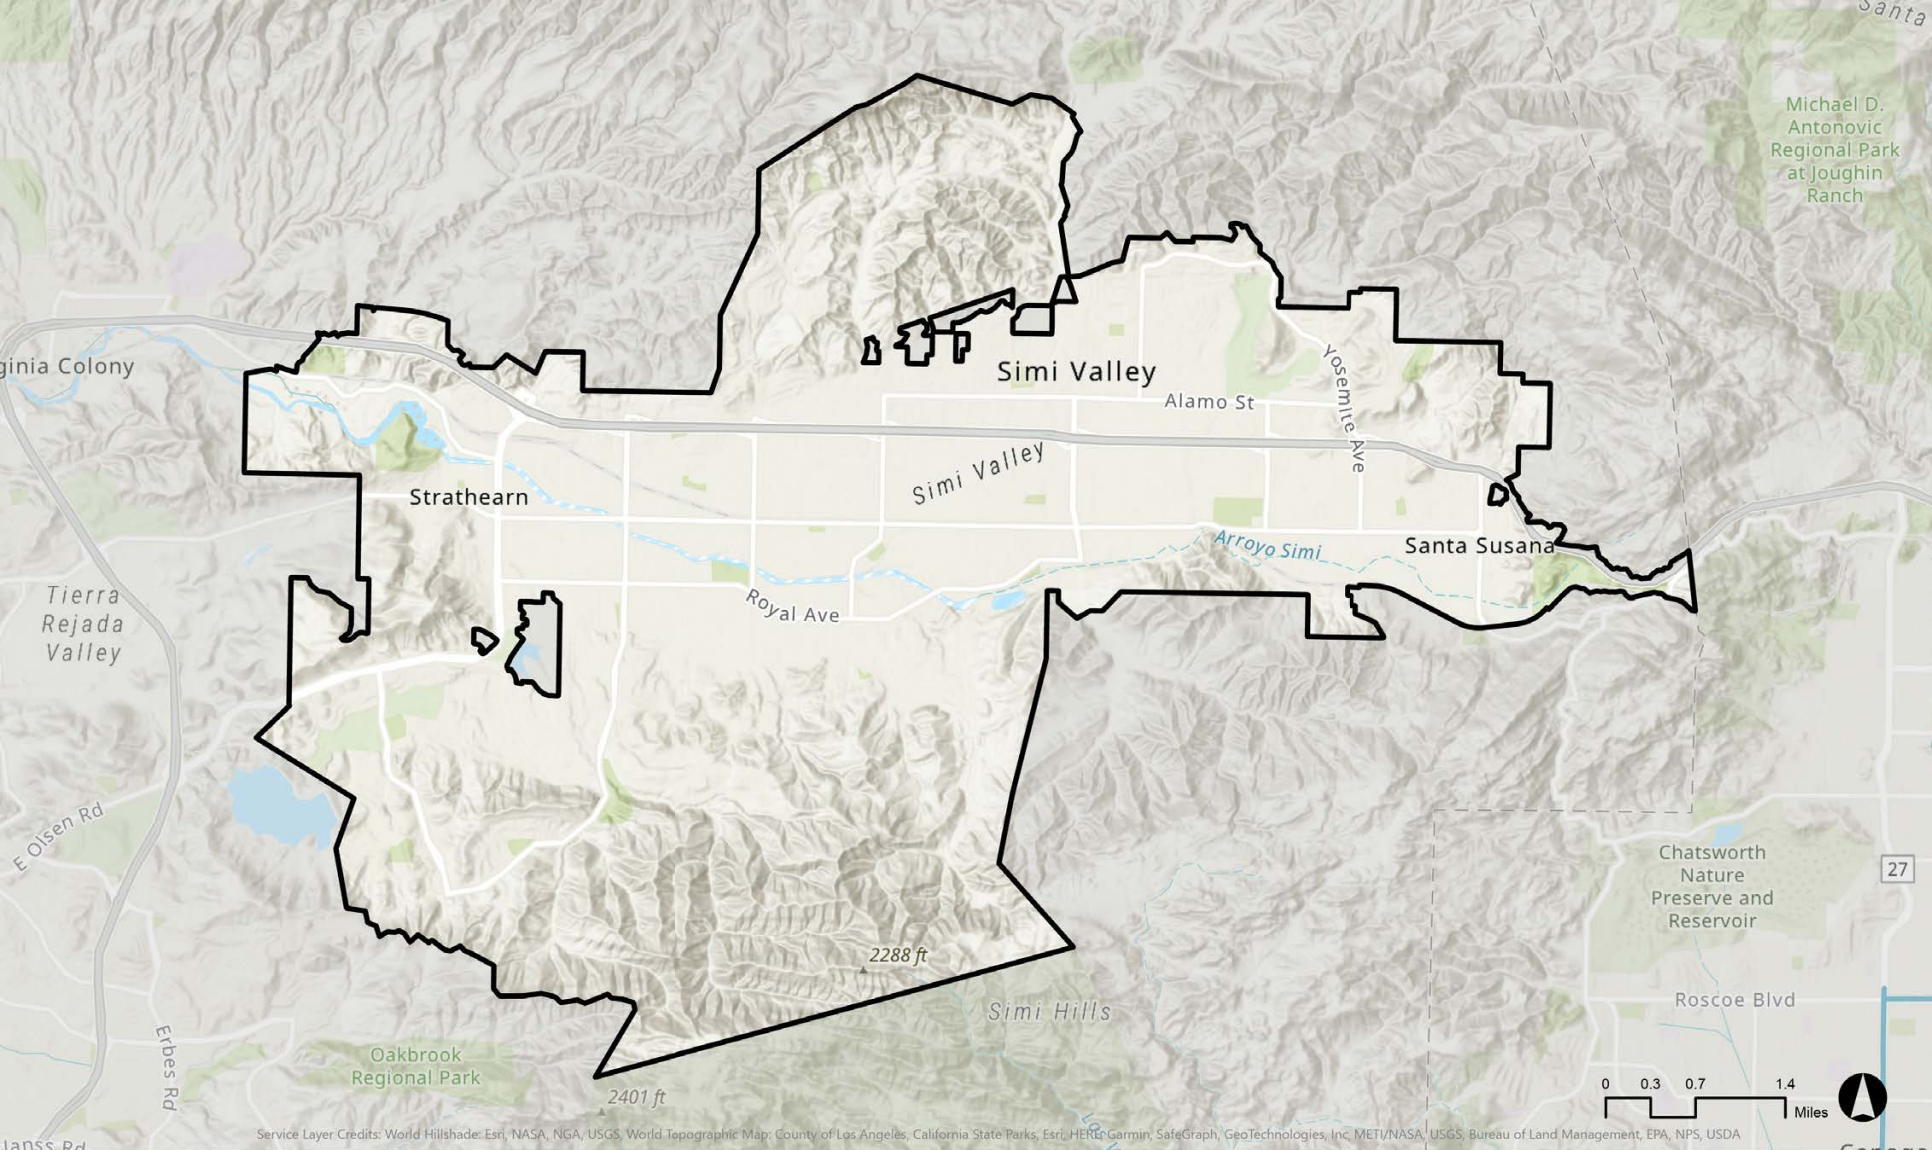 Santa
Michael D.
Antonovic
Regional Park
at Joughin
Ranch
ginia Colony
Simi Valley
Yosemite Ave
Alamo St
Simi Valley
Strathearn
Arroyo Simi
Santa Susana
Tierra
Rejada
Valley
Royal Ave
E Olsen Rd
Chatsworth
Nature
Preserve and
Reservoir
27
2288 ft
Simi Hills
Roscoe Blvd
Erbes Rd
Oakbrook
Regional Park
2401 ft
0 0.3 0.7 1.4
Miles
Service Layer Credits: World Hillshade: Esri, NASA, NGA, USGS, World Topographic Map: County of Los Angeles, California State Parks, Esri, HERE, Garmin, SafeGraph, GeoTechnologies, Inc, METI/NASA, USGS, Bureau of Land Management, EPA, NPS, USDA